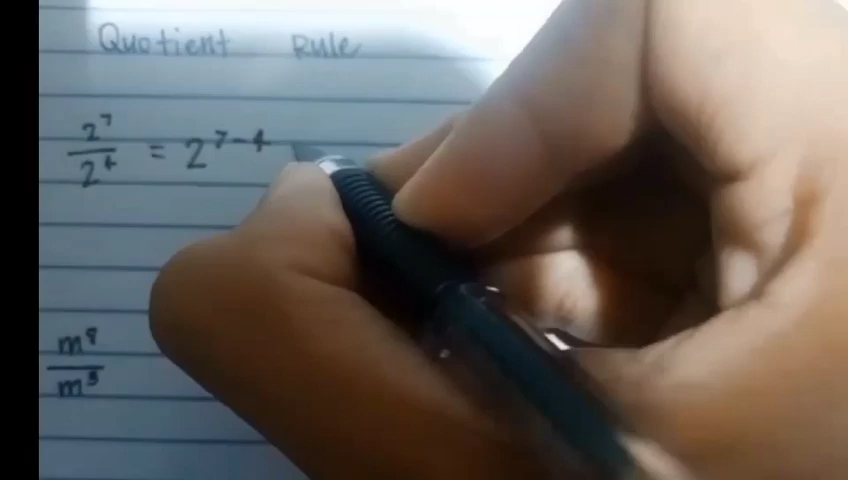 Quotient Rule
2⁷/2⁴ = 2⁷⁻⁴
m⁸/m³